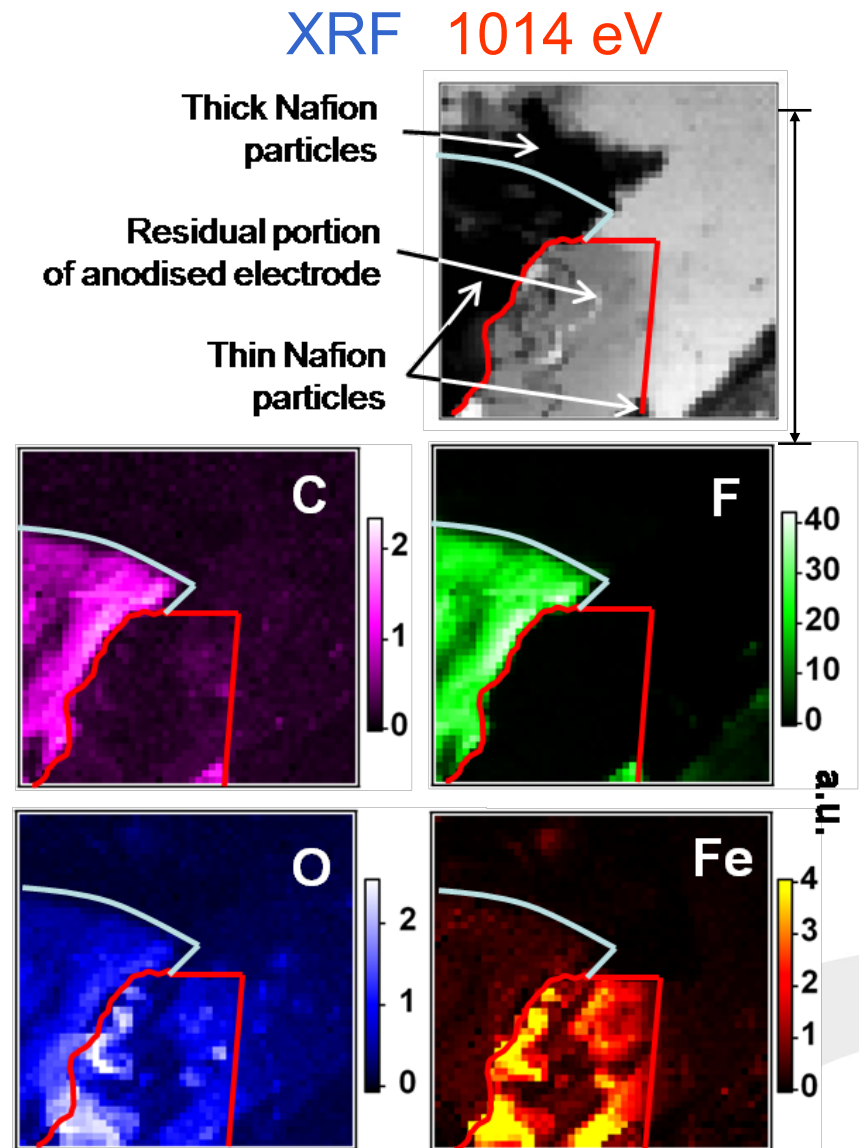 XRF 1014 eV
Thick Nafion
particles
Residual portion
of anodised electrode
Thin Nafion
particles
C
2
1
0
F
40
30
20
10
0
a.u.
O
2
1
0
Fe
4
3
2
1
0